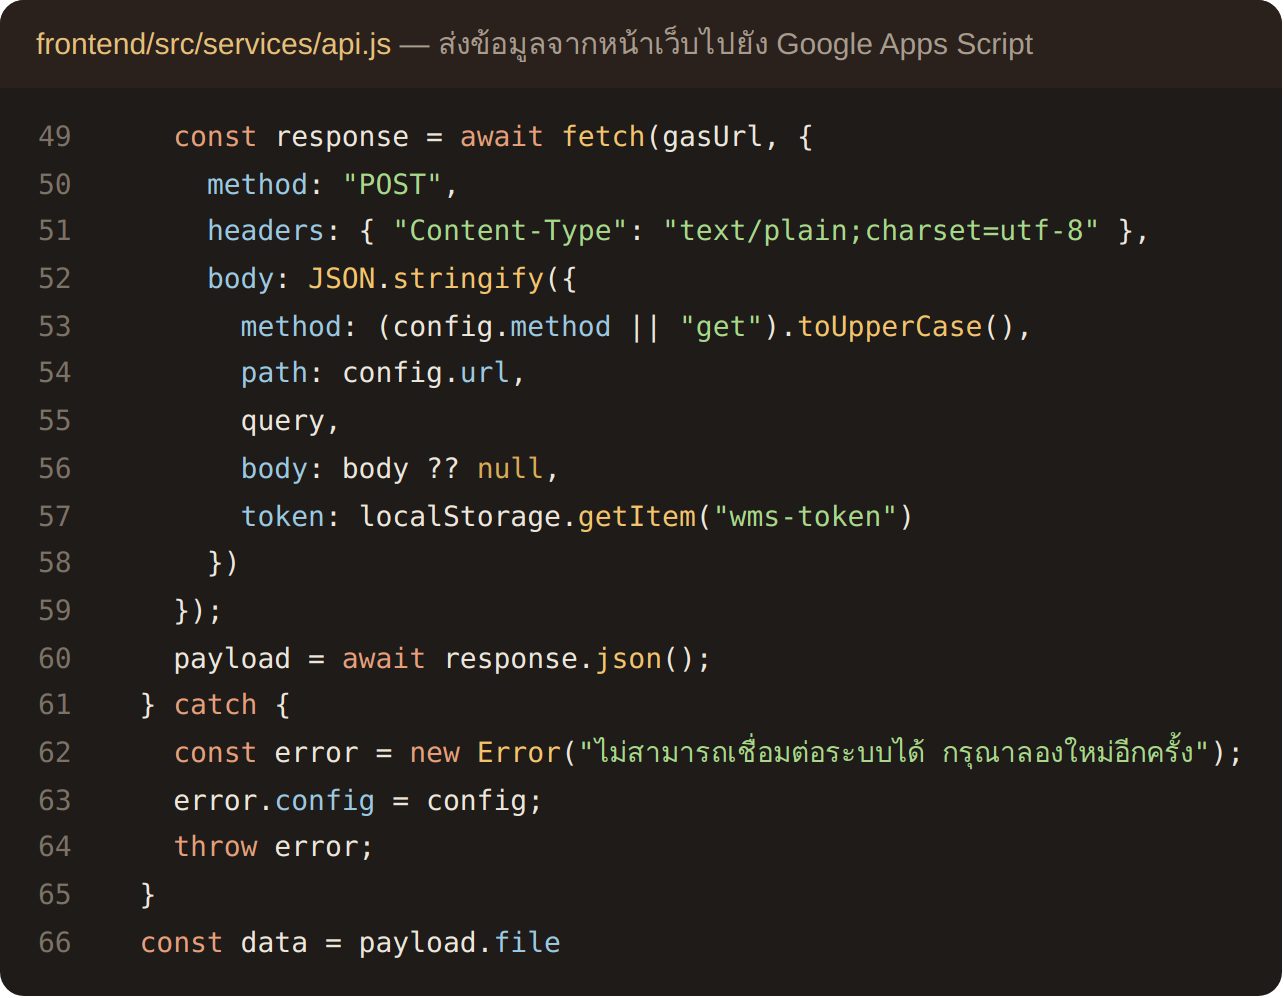 frontend/src/services/api.js — ส่งข้อมูลจากหน้าเว็บไปยัง Google Apps Script
49 const response = await fetch(gasUrl, {
50 method: "POST",
51 headers: { "Content-Type": "text/plain;charset=utf-8" },
52 body: JSON.stringify({
53 method: (config.method || "get").toUpperCase(),
54 path: config.url,
55 query,
56 body: body ?? null,
57 token: localStorage.getItem("wms-token")
58 })
59 });
60 payload = await response.json();
61 } catch {
62 const error = new Error("ไม่สามารถเชื่อมต่อระบบได้ กรุณาลองใหม่อีกครั้ง");
63 error.config = config;
64 throw error;
65 }
66 const data = payload.file